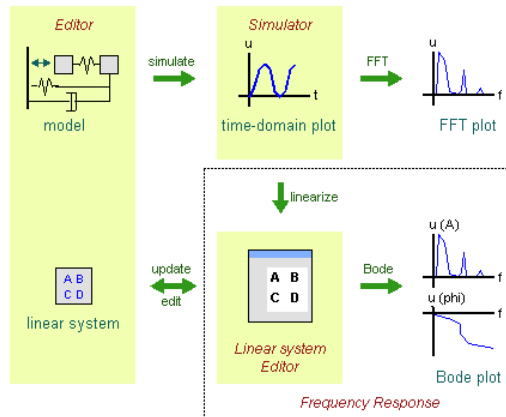 Editor
Simulator
u
simulate
FFT
u
t
f
model
time-domain plot
FFT plot
linearize
u (A)
A B
C D
update
edit
A B
C D
Bode
f
u (phi)
f
linear system
Linear system
Editor
Bode plot
Frequency Response